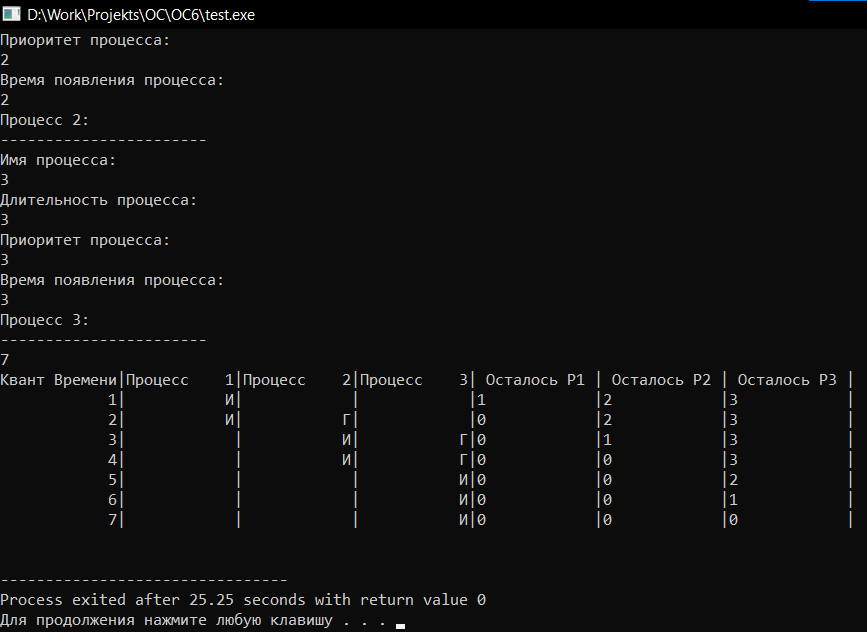 D:\Work\Projekts\OC\OC6\test.exe
Приоритет процесса:
2
Время появления процесса:
2
Процесс 2:
-----------------------
Имя процесса:
3
Длительность процесса:
3
Приоритет процесса:
3
Время появления процесса:
3
Процесс 3:
-----------------------
7
Квант Времени|Процесс    1|Процесс    2|Процесс    3| Осталось P1 | Осталось P2 | Осталось P3 |
            1|           И|            |            |1            |2            |3            |
            2|           И|           Г|            |0            |2            |3            |
            3|            |           И|           Г|0            |1            |3            |
            4|            |           И|           Г|0            |0            |3            |
            5|            |            |           И|0            |0            |2            |
            6|            |            |           И|0            |0            |1            |
            7|            |            |           И|0            |0            |0            |
--------------------------------
Process exited after 25.25 seconds with return value 0
Для продолжения нажмите любую клавишу . . .